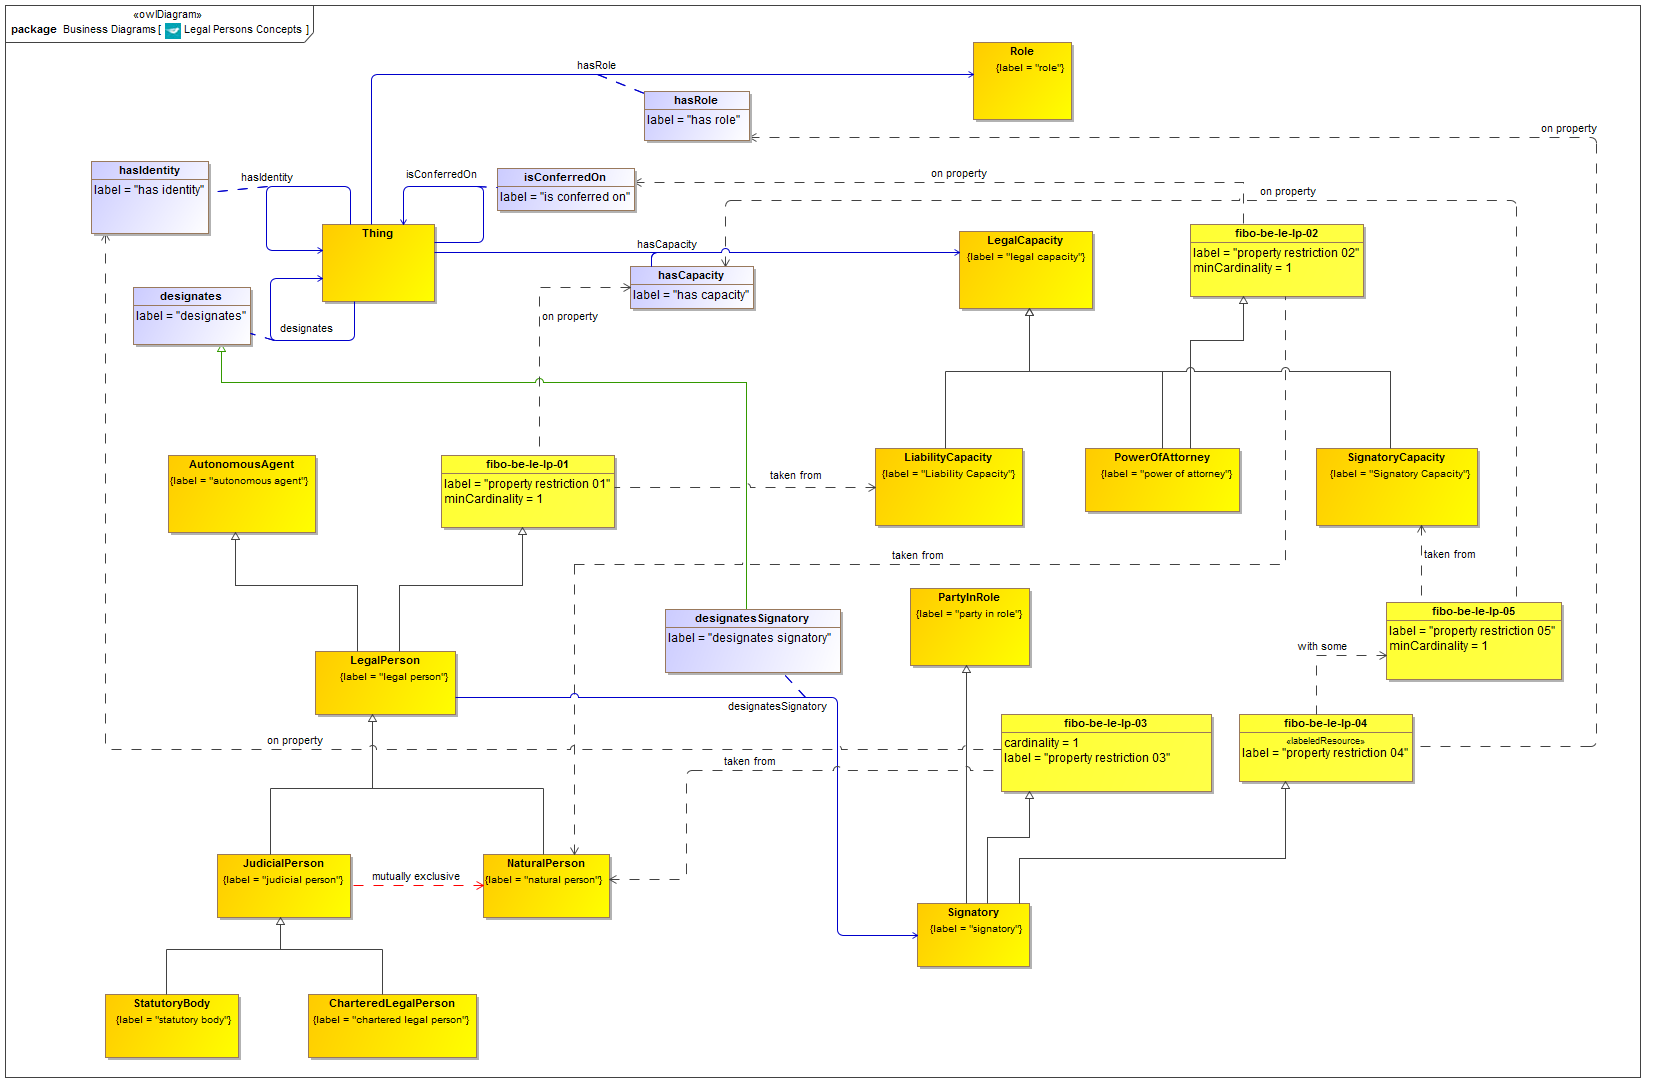 «owlDiagram»
package Business Diagrams [ Legal Persons Concepts ]
Role
{label = "role"}
hasRole
hasRole
label = "has role"
on property
hasIdentity
label = "has identity"
hasIdentity
isConferredOn
isConferredOn
label = "is conferred on"
on property
on property
Thing
hasCapacity
hasCapacity
label = "has capacity"
LegalCapacity
{label = "legal capacity"}
fibo-be-le-lp-02
label = "property restriction 02"
minCardinality = 1
designates
label = "designates"
designates
on property
AutonomousAgent
{label = "autonomous agent"}
fibo-be-le-lp-01
label = "property restriction 01"
minCardinality = 1
taken from
LiabilityCapacity
{label = "Liability Capacity"}
PowerOfAttorney
{label = "power of attorney"}
SignatoryCapacity
{label = "Signatory Capacity"}
taken from
taken from
PartyInRole
{label = "party in role"}
fibo-be-le-lp-05
label = "property restriction 05"
minCardinality = 1
designatesSignatory
label = "designates signatory"
with some
LegalPerson
{label = "legal person"}
designatesSignatory
fibo-be-le-lp-03
cardinality = 1
label = "property restriction 03"
fibo-be-le-lp-04
«labeledResource»
label = "property restriction 04"
on property
taken from
JudicialPerson
{label = "judicial person"}
mutually exclusive
NaturalPerson
{label = "natural person"}
Signatory
{label = "signatory"}
StatutoryBody
{label = "statutory body"}
CharteredLegalPerson
{label = "chartered legal person"}